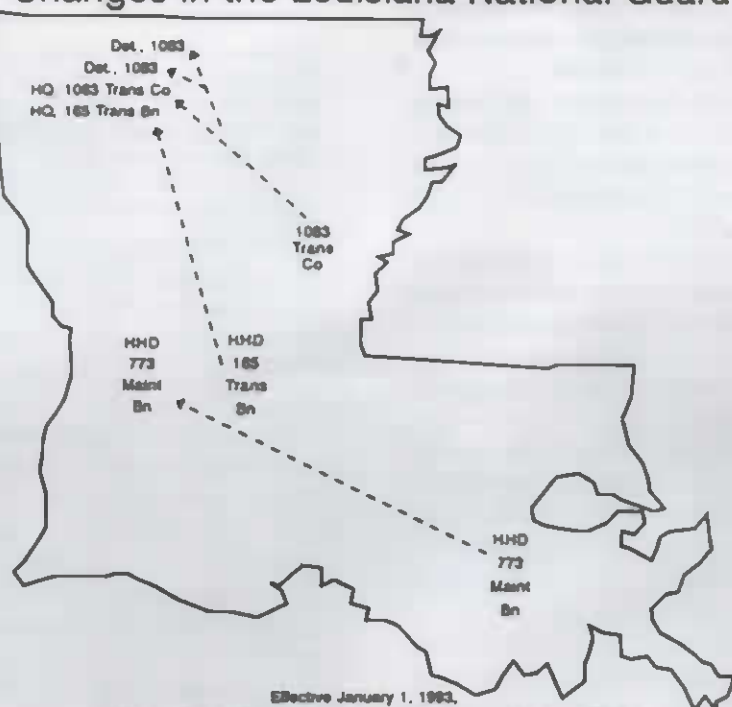 Changes in the Louisiana National Guard
Det., 1083
Det., 1083
HQ, 1083 Trans Co
HQ, 165 Trans Bn
1083
Trans
Co
HHD
773
Maint
Bn
HHD
165
Trans
Bn
HHD
773
Maint
Bn
Effective January 1, 1993,